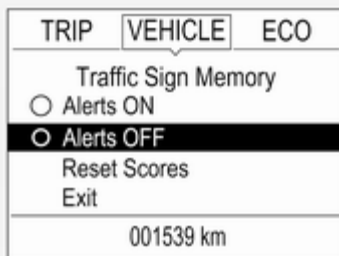 TRIP VEHICLE ECO
Traffic Sign Memory
Alerts ON
Alerts OFF
Reset Scores
Exit
001539 km